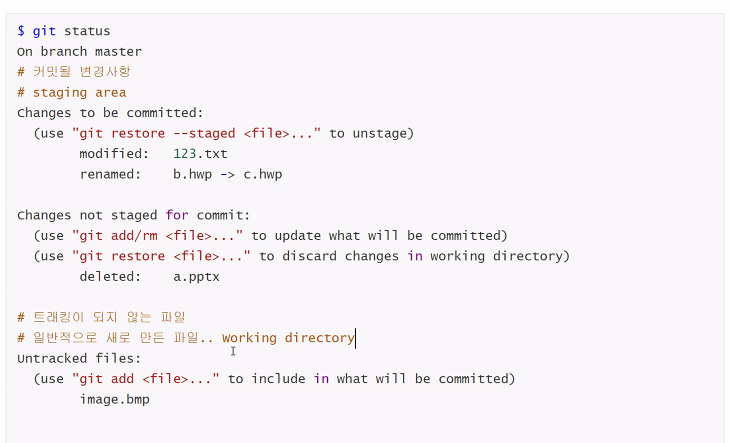 $ git status
On branch master
# 커밋될 변경사항
# staging area
Changes to be committed:
  (use "git restore --staged <file>..." to unstage)
        modified:   123.txt
        renamed:    b.hwp -> c.hwp
Changes not staged for commit:
  (use "git add/rm <file>..." to update what will be committed)
  (use "git restore <file>..." to discard changes in working directory)
        deleted:    a.pptx
# 트래킹이 되지 않는 파일
# 일반적으로 새로 만든 파일.. working directory
Untracked files:
  (use "git add <file>..." to include in what will be committed)
        image.bmp